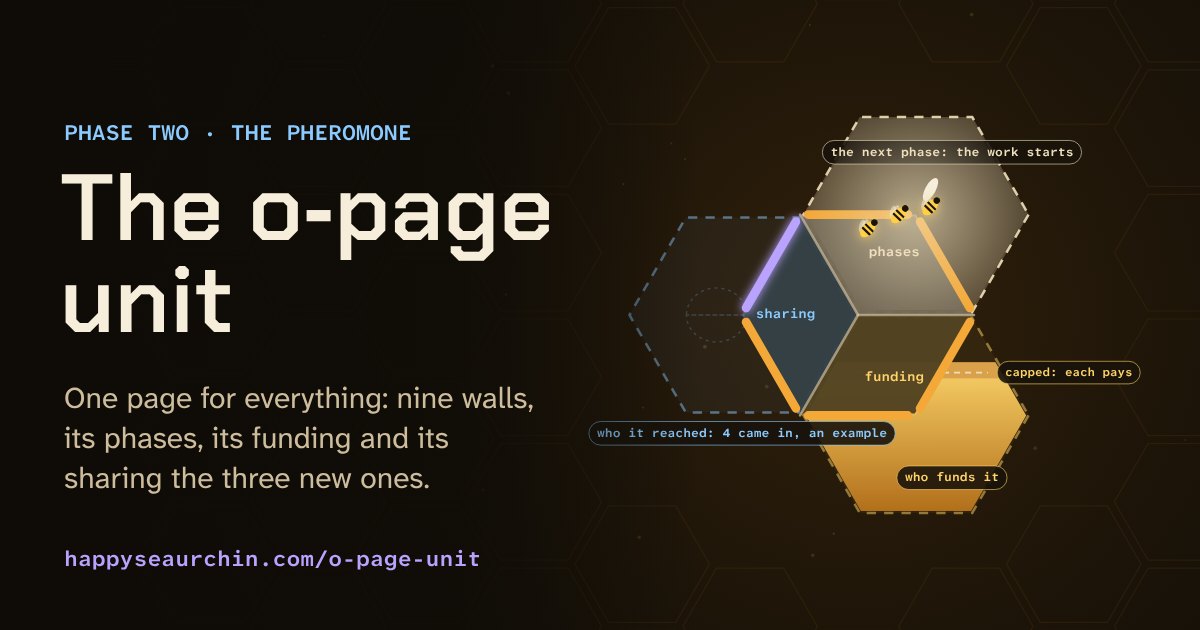 PHASE TWO · THE PHEROMONE
The o-page
unit
One page for everything: nine walls,
its phases, its funding and its
sharing the three new ones.
happyseaurchin.com/o-page-unit
the next phase: the work starts
phases
sharing
funding
capped: each pays
who it reached: 4 came in, an example
who funds it